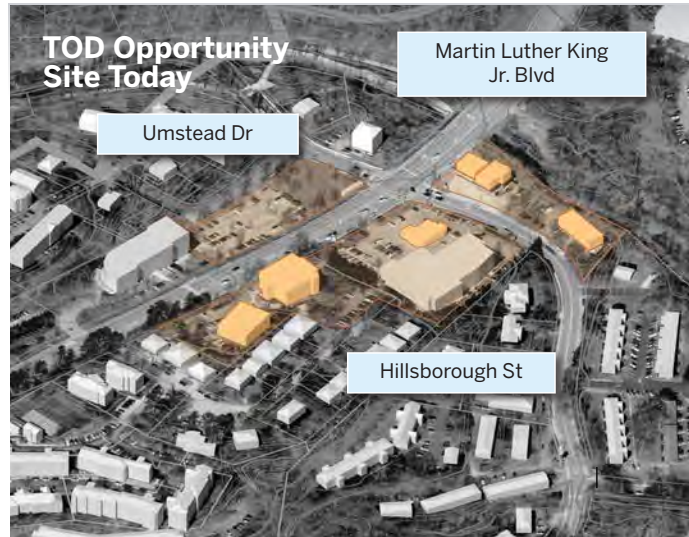 TOD Opportunity
Site Today
Martin Luther King
Jr. Blvd
Umstead Dr
Hillsborough St